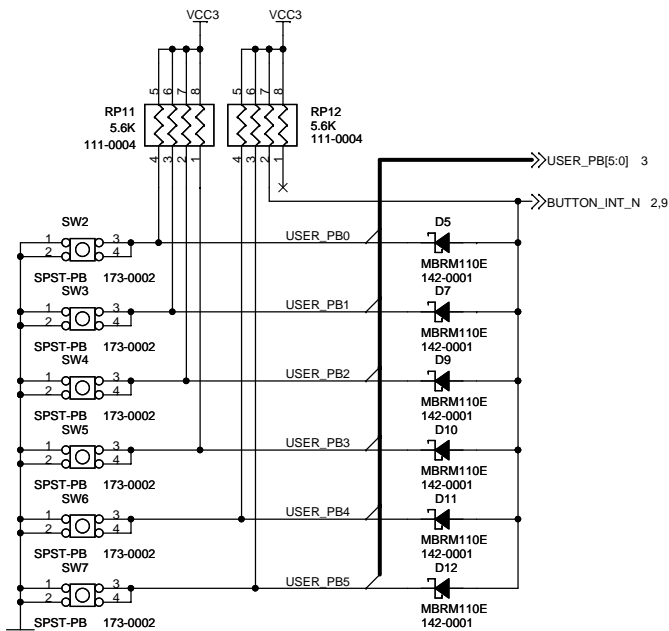 VCC3 VCC3
5 6 7 8 5 6 7 8
RP11
5.6K
111-0004
RP12
5.6K
111-0004
4 3 2 1 4 3 2 1
USER_PB[5:0] 3
BUTTON_INT_N 2,9
SW2
1 3
2 4
SPST-PB 173-0002
USER_PB0
D5
MBRM110E
142-0001
SW3
1 3
2 4
SPST-PB 173-0002
USER_PB1
D7
MBRM110E
142-0001
SW4
1 3
2 4
SPST-PB 173-0002
USER_PB2
D9
MBRM110E
142-0001
SW5
1 3
2 4
SPST-PB 173-0002
USER_PB3
D10
MBRM110E
142-0001
SW6
1 3
2 4
SPST-PB 173-0002
USER_PB4
D11
MBRM110E
142-0001
SW7
1 3
2 4
SPST-PB 173-0002
USER_PB5
D12
MBRM110E
142-0001